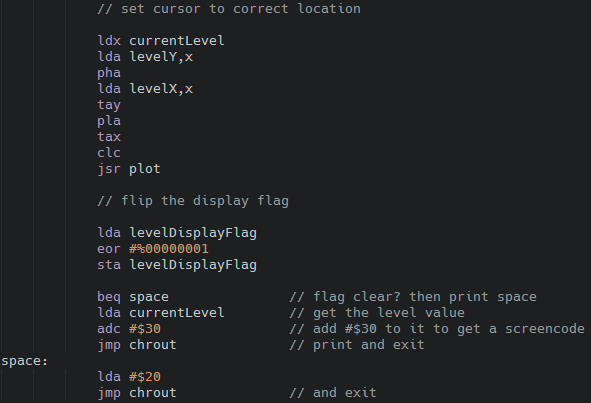 // set cursor to correct location
ldx currentLevel
lda levelY,x
pha
lda levelX,x
tay
pla
tax
clc
jsr plot
// flip the display flag
lda levelDisplayFlag
eor #%00000001
sta levelDisplayFlag
beq space // flag clear? then print space
lda currentLevel // get the level value
adc #$30 // add #$30 to it to get a screencode
jmp chrout // print and exit
space:
lda #$20
jmp chrout // and exit